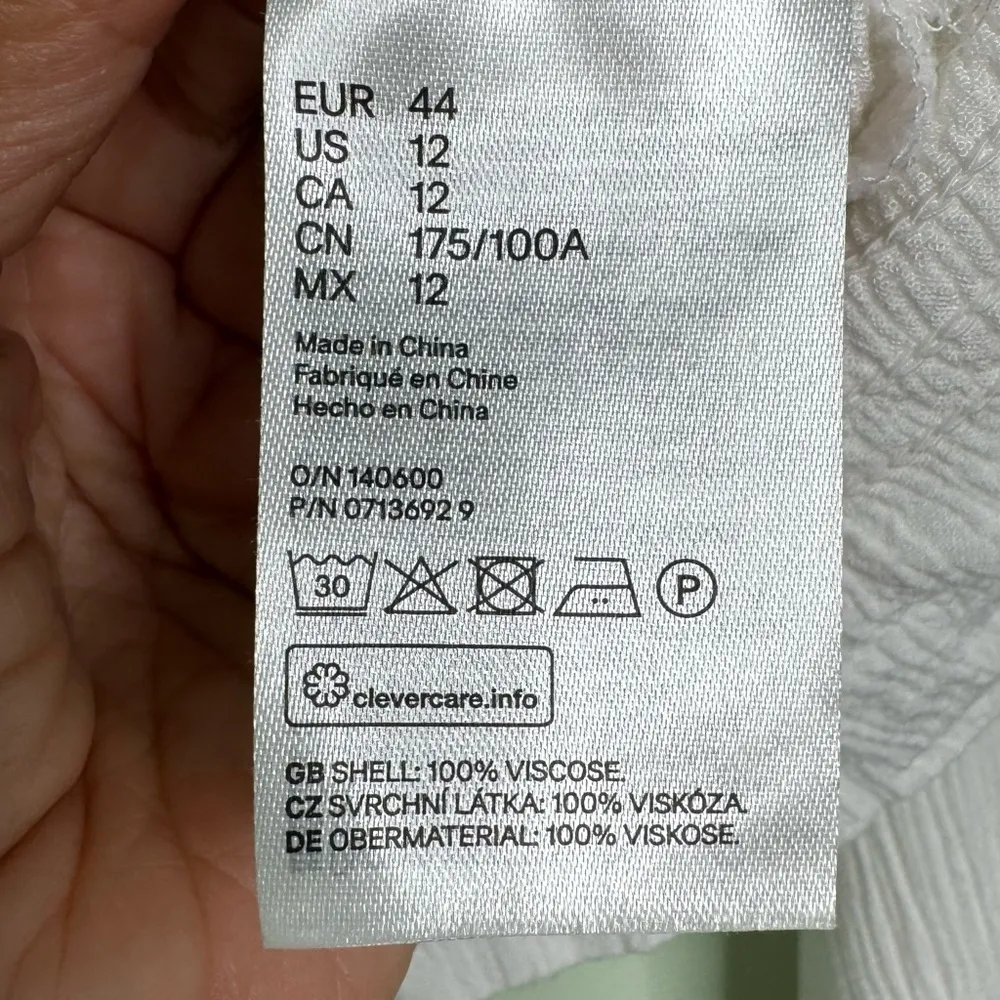 EUR 44
US 12
CA 12
CN 175/100A
MX 12
Made in China
Fabriqué en Chine
Hecho en China
O/N 140600
P/N 0713692 9
30 P
clevercare.info
GB SHELL: 100% VISCOSE.
CZ SVRCHNÍ LÁTKA: 100% VISKÓZA.
DE OBERMATERIAL: 100% VISKOSE.